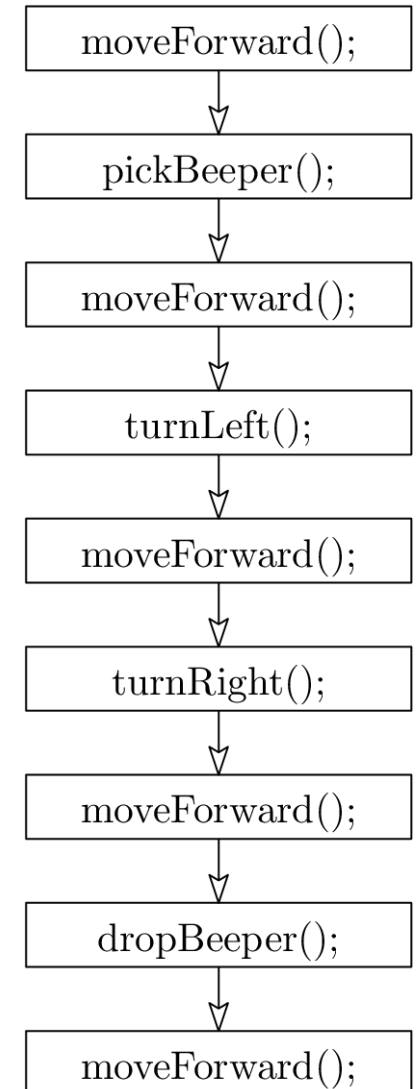 moveForward();
pickBeeper();
moveForward();
turnLeft();
moveForward();
turnRight();
moveForward();
dropBeeper();
moveForward();